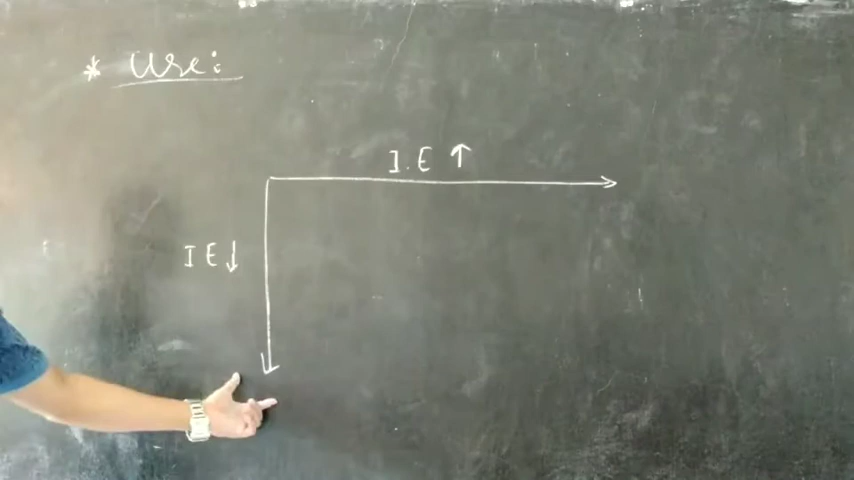 * Use:
I.E ↑
I E ↓